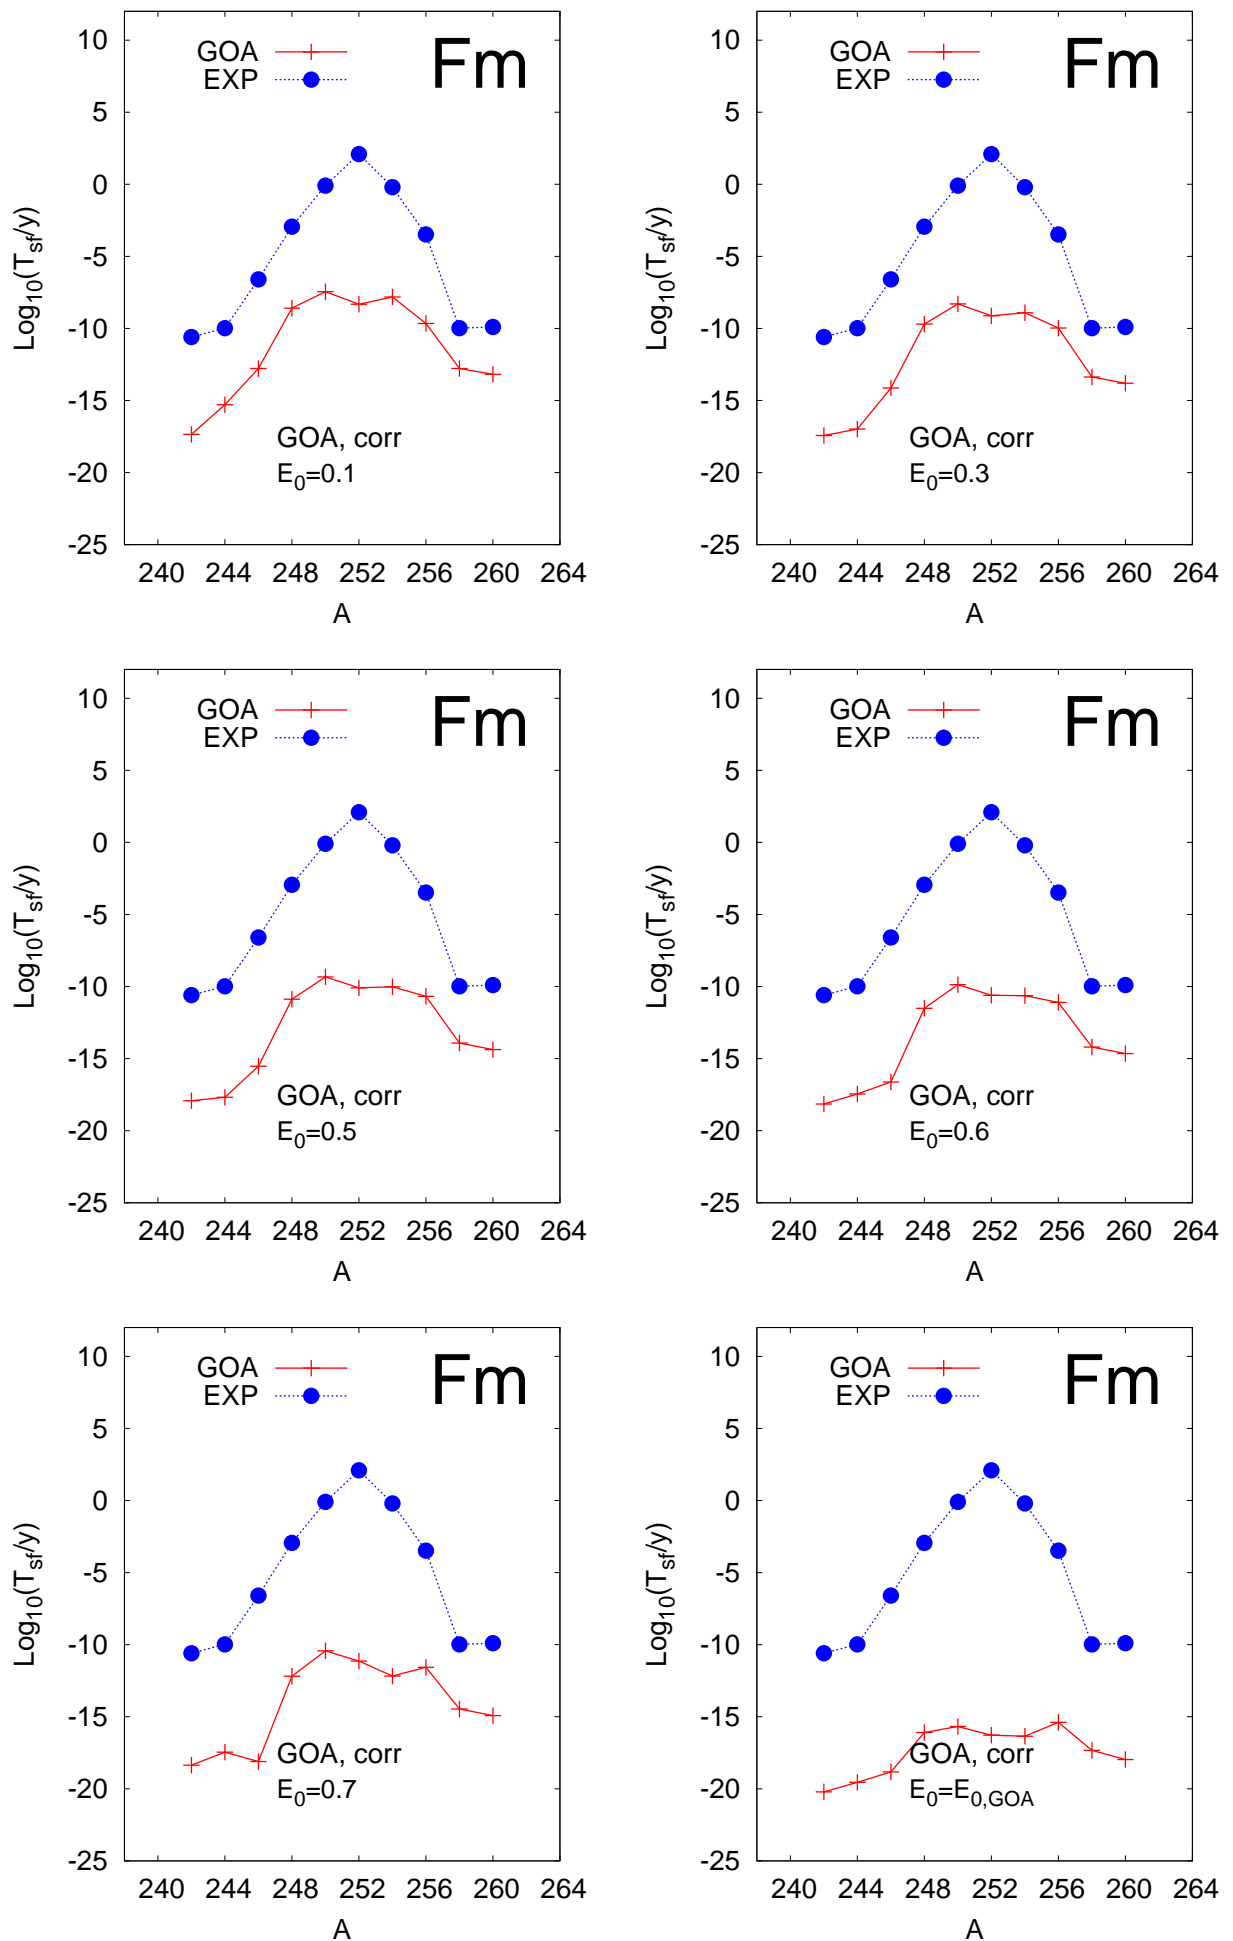 10
5
0
-5
-10
-15
-20
-25
Log10(Tsf/y)
GOA
EXP
Fm
GOA, corr
E0=0.1
240 244 248 252 256 260 264
A
10
5
0
-5
-10
-15
-20
-25
Log10(Tsf/y)
GOA
EXP
Fm
GOA, corr
E0=0.3
240 244 248 252 256 260 264
A
10
5
0
-5
-10
-15
-20
-25
Log10(Tsf/y)
GOA
EXP
Fm
GOA, corr
E0=0.5
240 244 248 252 256 260 264
A
10
5
0
-5
-10
-15
-20
-25
Log10(Tsf/y)
GOA
EXP
Fm
GOA, corr
E0=0.6
240 244 248 252 256 260 264
A
10
5
0
-5
-10
-15
-20
-25
Log10(Tsf/y)
GOA
EXP
Fm
GOA, corr
E0=0.7
240 244 248 252 256 260 264
A
10
5
0
-5
-10
-15
-20
-25
Log10(Tsf/y)
GOA
EXP
Fm
GOA, corr
E0=E0,GOA
240 244 248 252 256 260 264
A